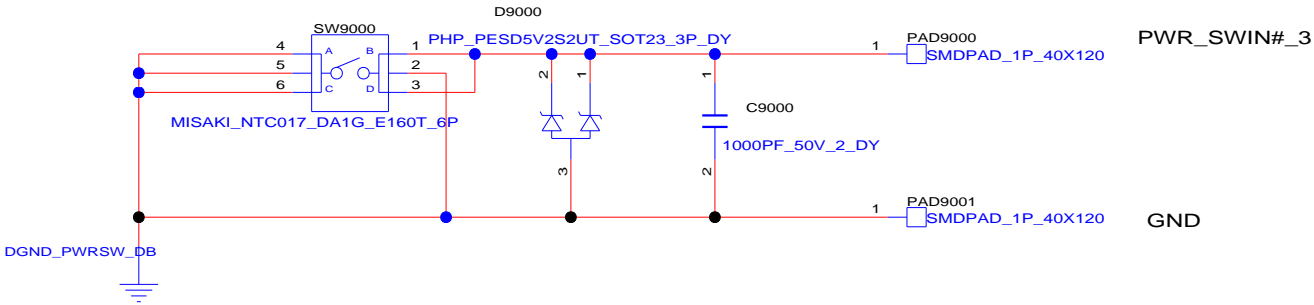 D9000
SW9000
PHP_PESD5V2S2UT_SOT23_3P_DY
PAD9000
PWR_SWIN#_3
4 A B 1
1 SMDPAD_1P_40X120
5 2
6 C D 3
2 1 1
C9000
MISAKI_NTC017_DA1G_E160T_6P
1000PF_50V_2_DY
3 2
PAD9001
1 SMDPAD_1P_40X120
GND
DGND_PWRSW_DB